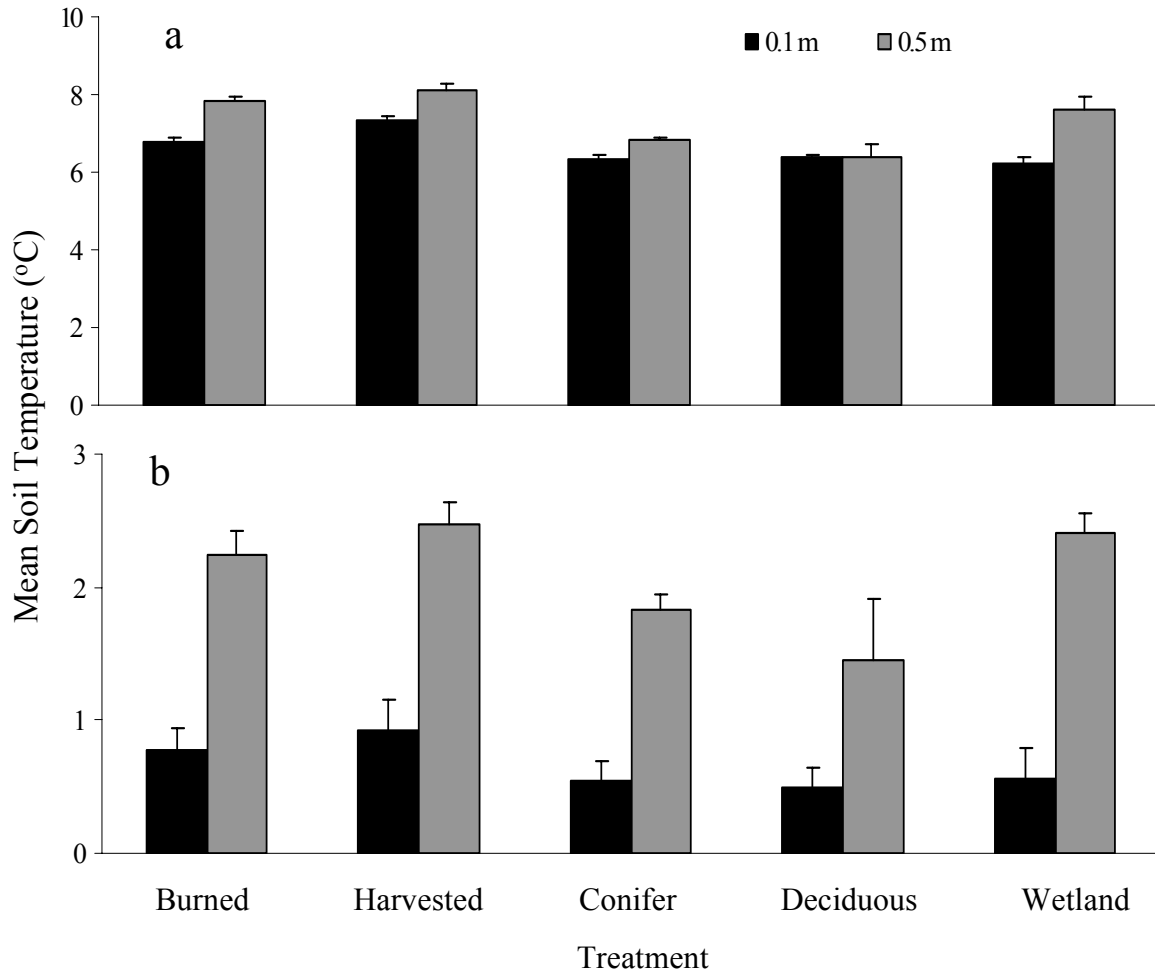 10
a
0.1 m 0.5 m
8
6
4
2
0
Mean Soil Temperature (°C)
3
b
2
1
0
Burned Harvested Conifer Deciduous Wetland
Treatment